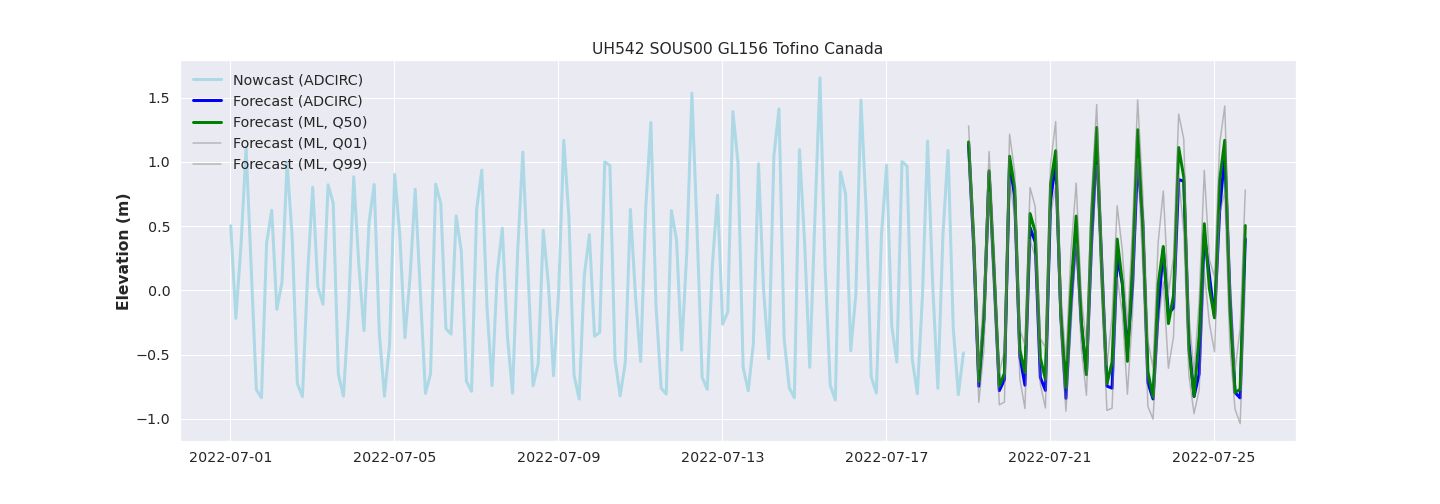 UH542 SOUS00 GL156 Tofino Canada
Nowcast (ADCIRC)
Forecast (ADCIRC)
Forecast (ML, Q50)
Forecast (ML, Q01)
Forecast (ML, Q99)
Elevation (m)
1.5
1.0
0.5
0.0
−0.5
−1.0
2022-07-01 2022-07-05 2022-07-09 2022-07-13 2022-07-17 2022-07-21 2022-07-25